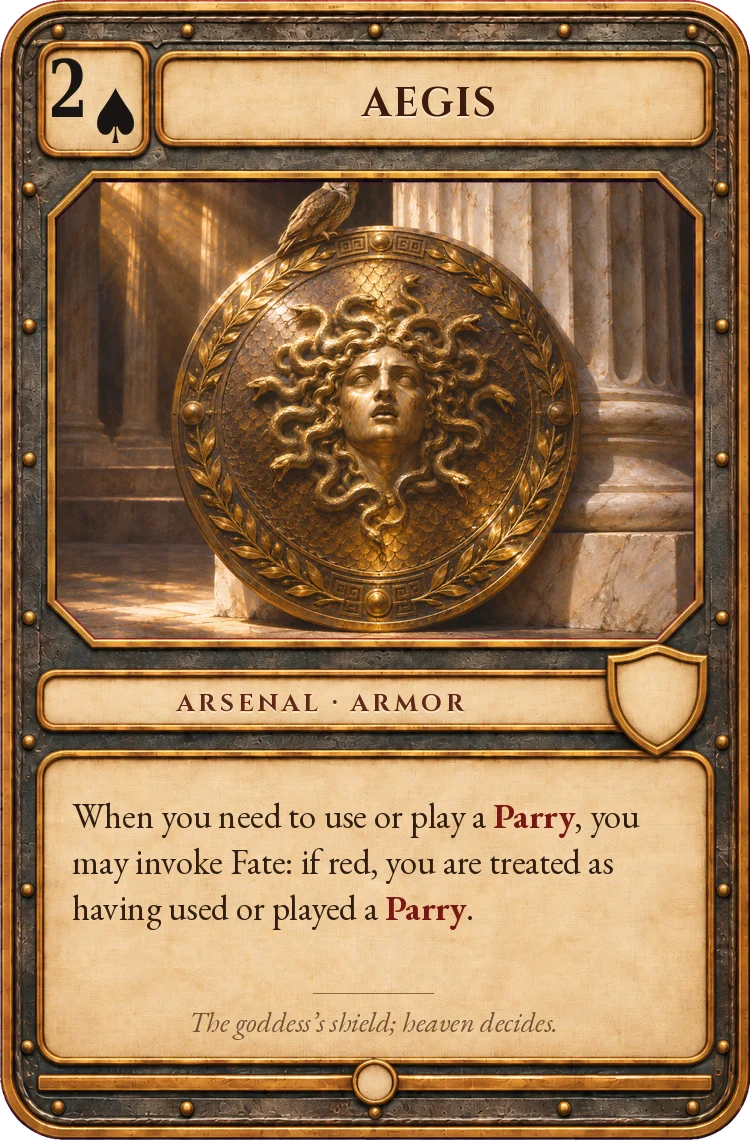 2♠
AEGIS
ARSENAL · ARMOR
When you need to use or play a Parry, you
may invoke Fate: if red, you are treated as
having used or played a Parry.
The goddess’s shield; heaven decides.